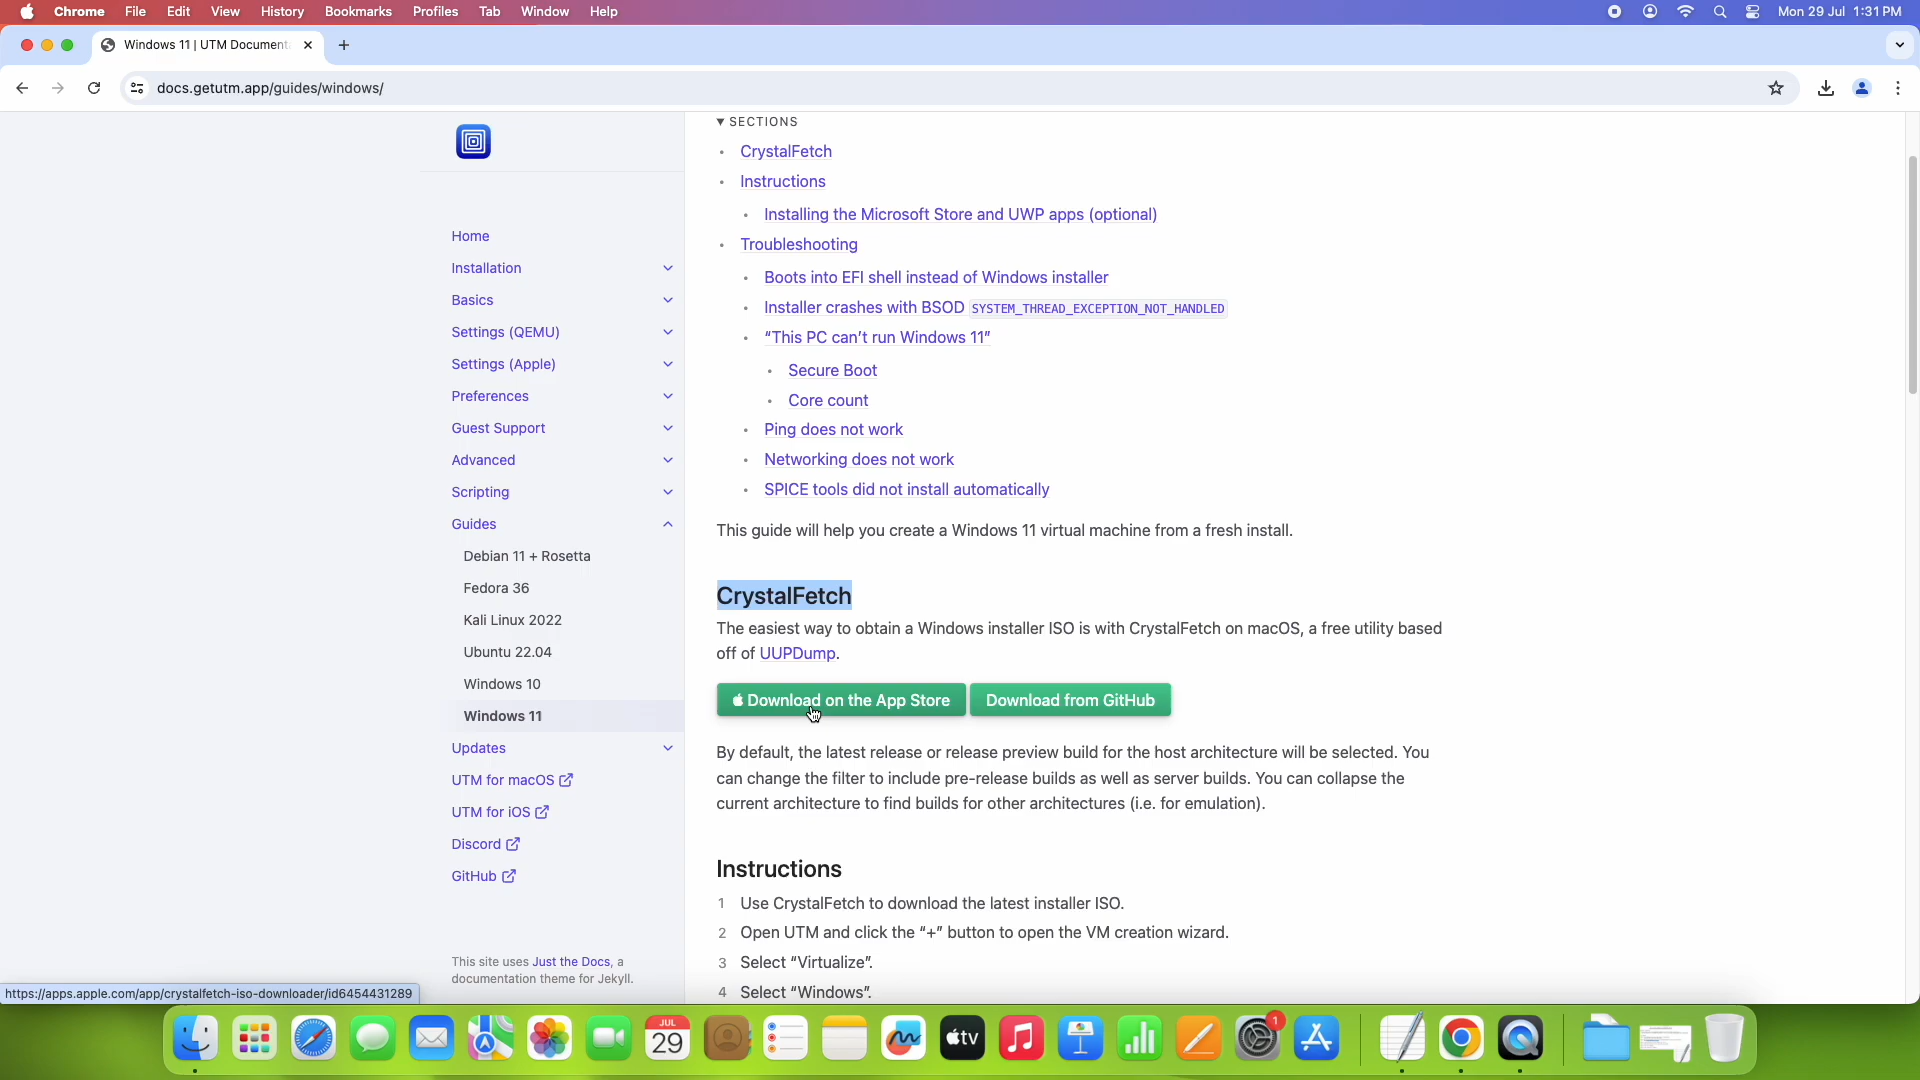 Chrome File Edit View History Bookmarks Profiles Tab Window Help Mon 29 Jul 1:31 PM
Windows 11 | UTM Document
docs.getutm.app/guides/windows/
Home
Installation
Basics
Settings (QEMU)
Settings (Apple)
Preferences
Guest Support
Advanced
Scripting
Guides
Debian 11 + Rosetta
Fedora 36
Kali Linux 2022
Ubuntu 22.04
Windows 10
Windows 11
Updates
UTM for macOS
UTM for iOS
Discord
GitHub
This site uses Just the Docs, a
documentation theme for Jekyll.
▾ SECTIONS
CrystalFetch
Instructions
Installing the Microsoft Store and UWP apps (optional)
Troubleshooting
Boots into EFI shell instead of Windows installer
Installer crashes with BSOD SYSTEM_THREAD_EXCEPTION_NOT_HANDLED
“This PC can’t run Windows 11”
Secure Boot
Core count
Ping does not work
Networking does not work
SPICE tools did not install automatically
This guide will help you create a Windows 11 virtual machine from a fresh install.
CrystalFetch
The easiest way to obtain a Windows installer ISO is with CrystalFetch on macOS, a free utility based
off of UUPDump.
Download on the App Store Download from GitHub
By default, the latest release or release preview build for the host architecture will be selected. You
can change the filter to include pre-release builds as well as server builds. You can collapse the
current architecture to find builds for other architectures (i.e. for emulation).
Instructions
1 Use CrystalFetch to download the latest installer ISO.
2 Open UTM and click the “+” button to open the VM creation wizard.
3 Select “Virtualize”.
4 Select “Windows”.
https://apps.apple.com/app/crystalfetch-iso-downloader/id6454431289
JUL
29
tv
1